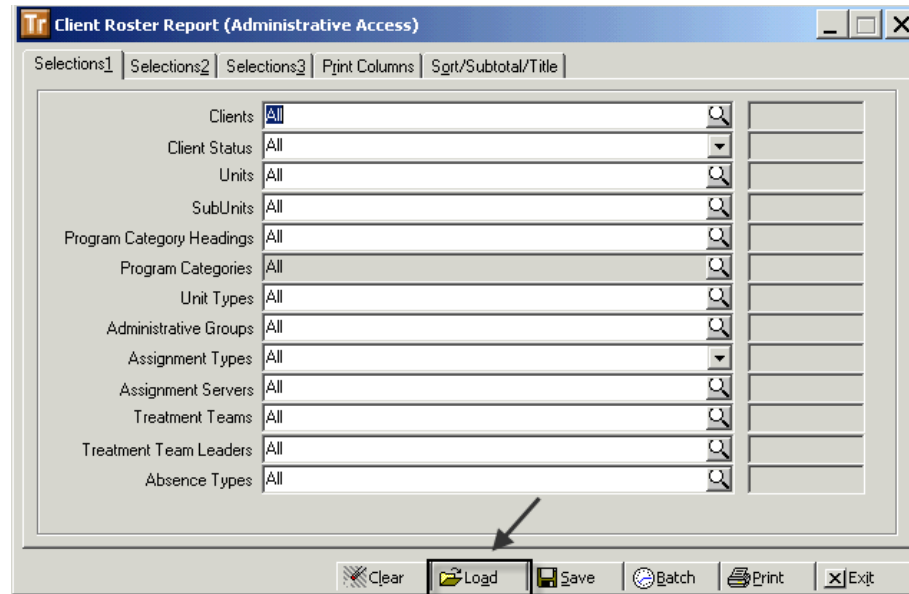 Tr Client Roster Report (Administrative Access)
Selections1 Selections2 Selections3 Print Columns Sort/Subtotal/Title
Clients All
Client Status All
Units All
SubUnits All
Program Category Headings All
Program Categories All
Unit Types All
Administrative Groups All
Assignment Types All
Assignment Servers All
Treatment Teams All
Treatment Team Leaders All
Absence Types All
Clear Load Save Batch Print Exit